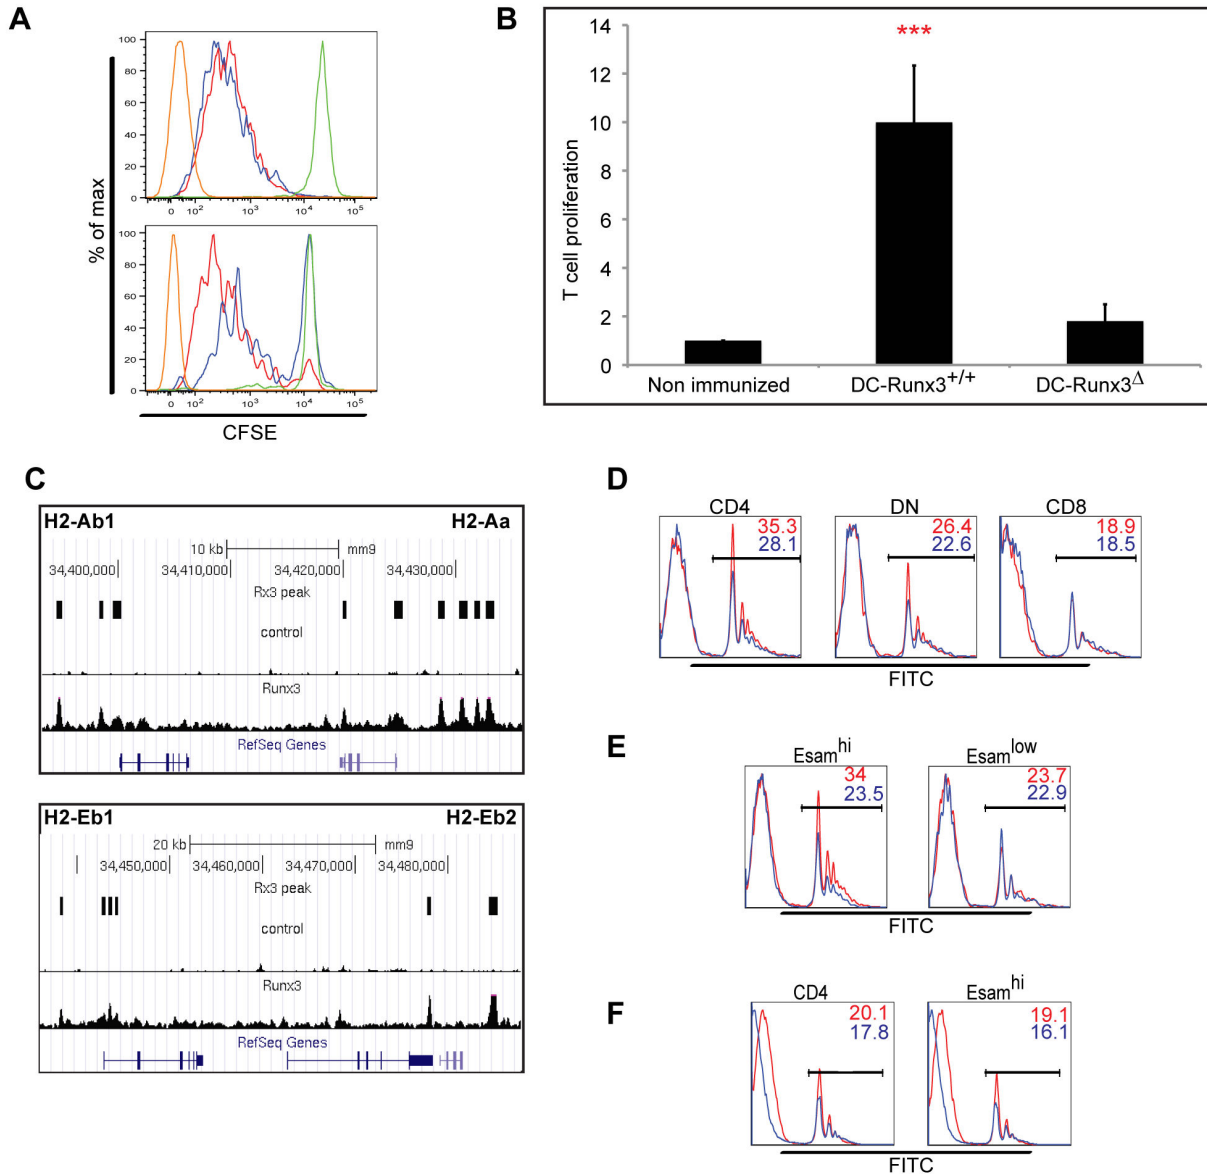 A
100
80
60
40
20
0
0 10² 10³ 10⁴ 10⁵
100
80
60
40
20
0
0 10² 10³ 10⁴ 10⁵
% of max
CFSE
B
14
12
10
8
6
4
2
0
T cell proliferation
***
Non immunized DC-Runx3+/+ DC-Runx3Δ
C
H2-Ab1 H2-Aa
10 kb mm9
34,400,000 34,410,000 34,420,000 34,430,000
Rx3 peak
control
Runx3
RefSeq Genes
H2-Eb1 H2-Eb2
20 kb mm9
34,450,000 34,460,000 34,470,000 34,480,000
Rx3 peak
control
Runx3
RefSeq Genes
D
CD4 DN CD8
35.3 26.4 18.9
28.1 22.6 18.5
FITC
E
Esamhi Esamlow
34 23.7
23.5 22.9
FITC
F
CD4 Esamhi
20.1 19.1
17.8 16.1
FITC